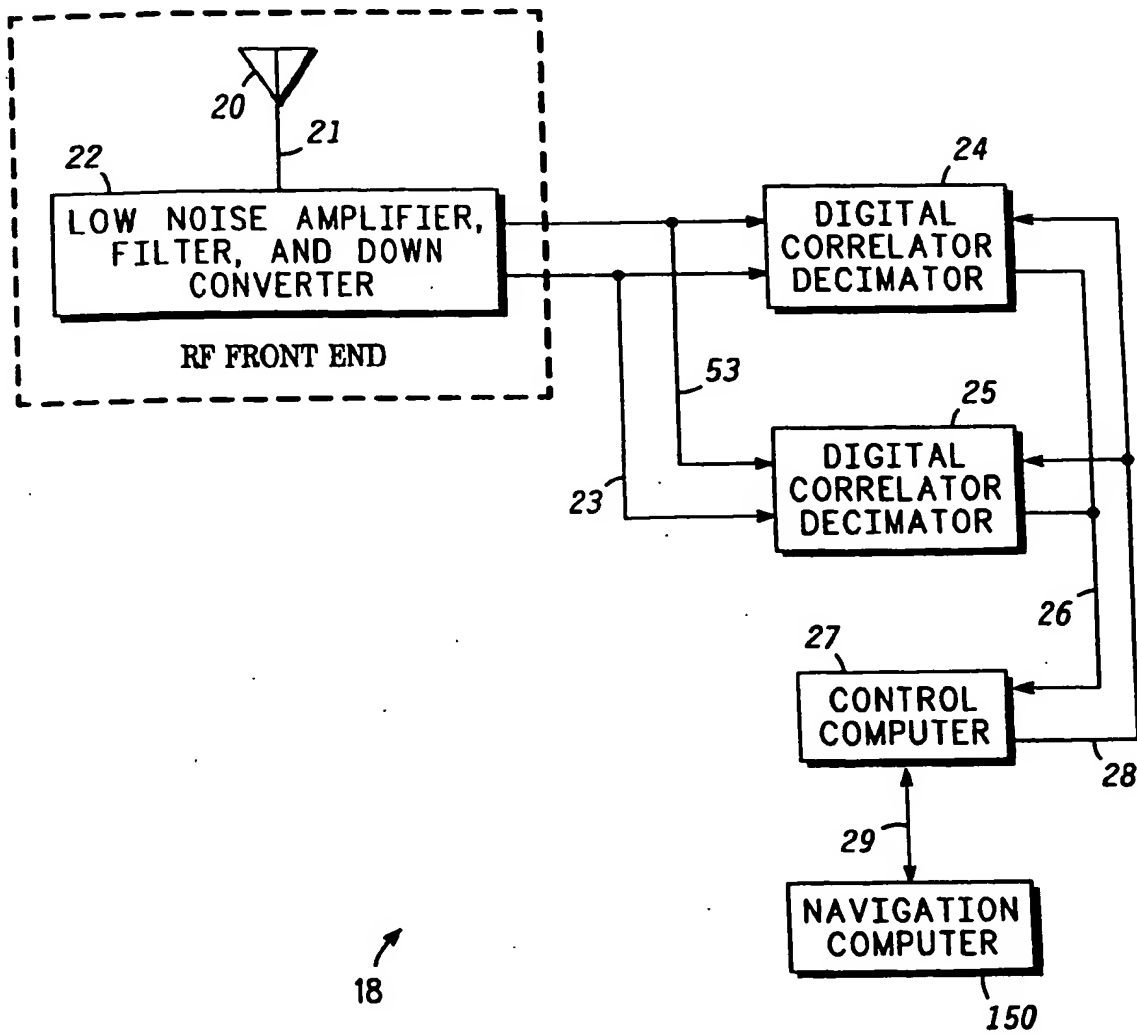 20
21
22
LOW NOISE AMPLIFIER,
FILTER, AND DOWN
CONVERTER
RF FRONT END
24
DIGITAL
CORRELATOR
DECIMATOR
53
23
25
DIGITAL
CORRELATOR
DECIMATOR
26
27
CONTROL
COMPUTER
28
29
NAVIGATION
COMPUTER
150
18